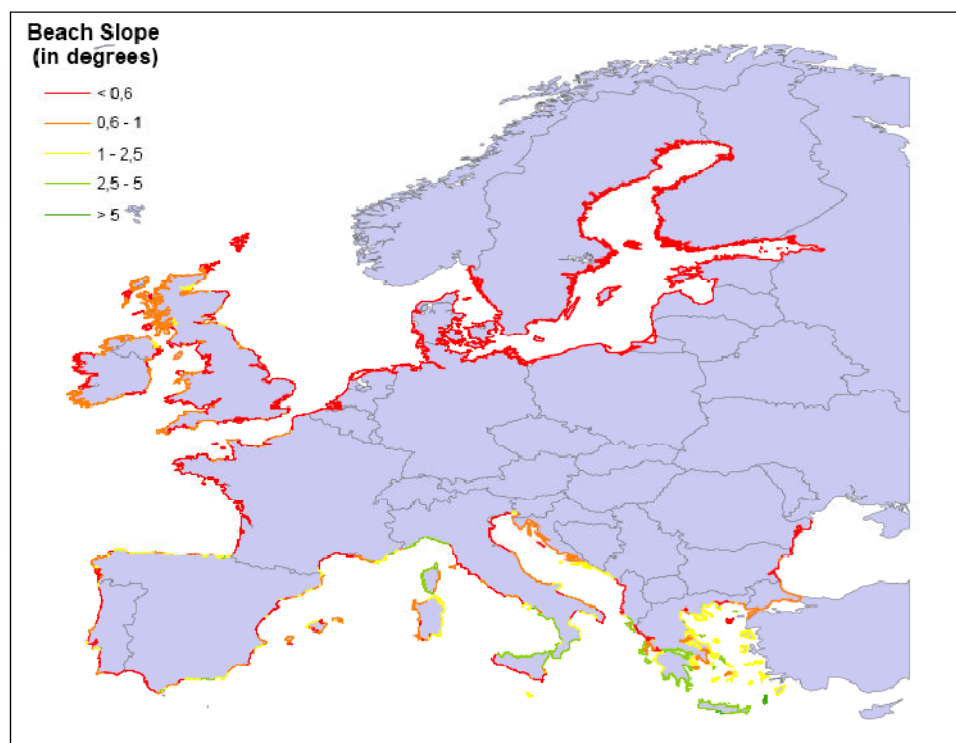 Beach Slope
(in degrees)
< 0,6
0,6 - 1
1 - 2,5
2,5 - 5
> 5